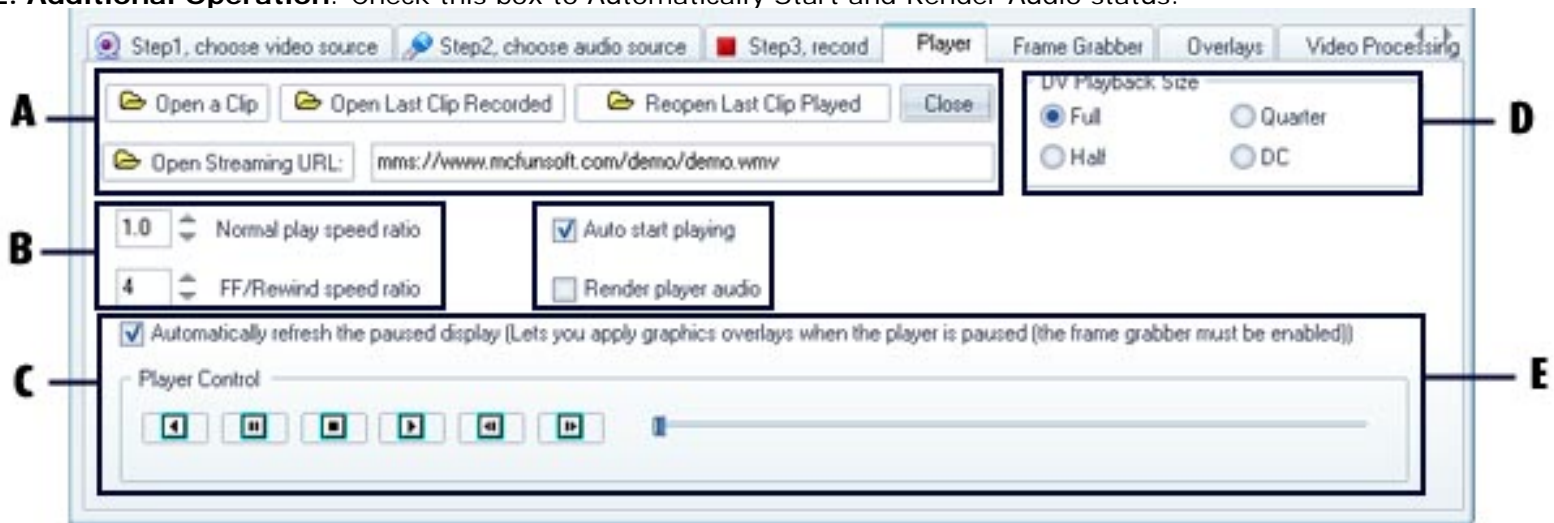 E. Additional Operation: Check this box to Automatically Start and Render Audio status.
Step1, choose video source Step2, choose audio source Step3, record Player Frame Grabber Overlays Video Processing
A
Open a Clip Open Last Clip Recorded Reopen Last Clip Played Close
Open Streaming URL: mms://www.mcfunsoft.com/demo/demo.wmv
DV Playback Size
Full Quarter
Half DC
D
B
1.0 Normal play speed ratio
4 FF/Rewind speed ratio
Auto start playing
Render player audio
C
Automatically refresh the paused display (Lets you apply graphics overlays when the player is paused (the frame grabber must be enabled))
Player Control
E